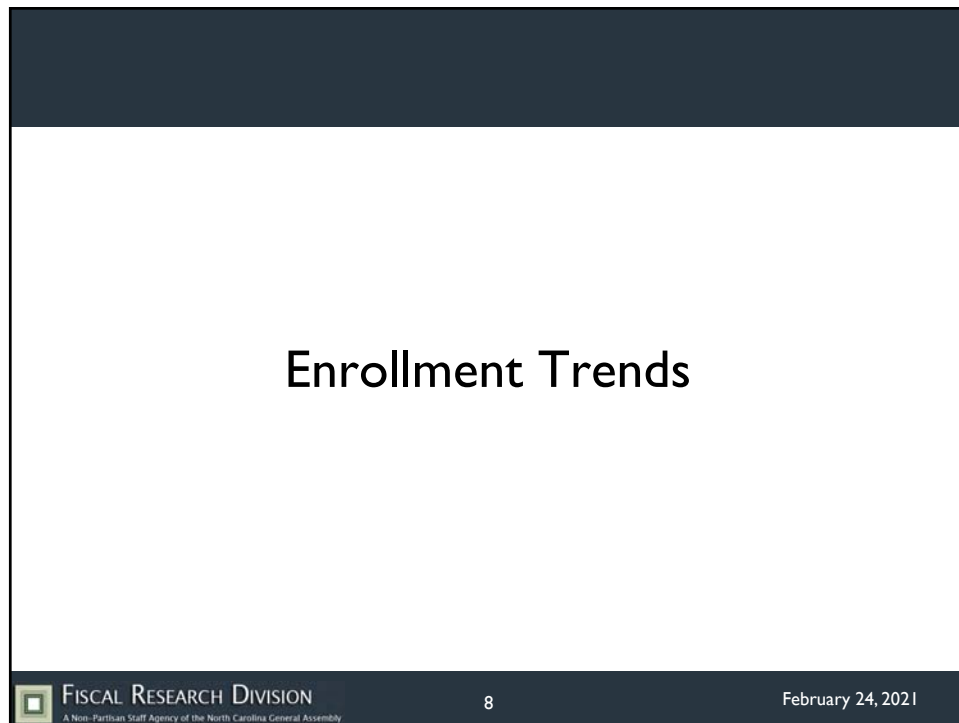 Enrollment Trends
FISCAL RESEARCH DIVISION
A Non-Partisan Staff Agency of the North Carolina General Assembly
8
February 24, 2021